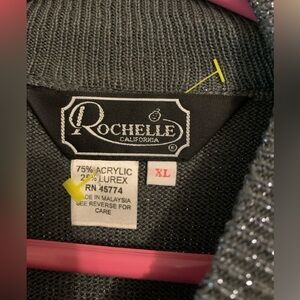 ROCHELLE
CALIFORNIA
®
75% ACRYLIC
25% LUREX
RN 45774
MADE IN MALAYSIA
SEE REVERSE FOR
CARE
XL